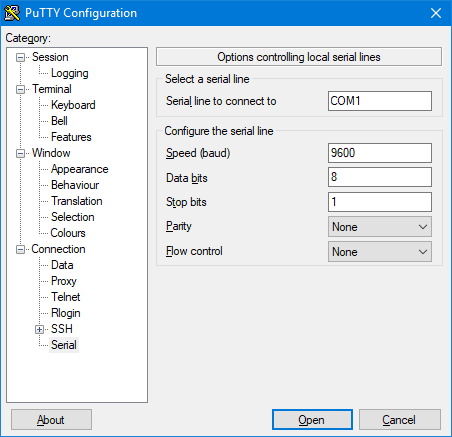 PuTTY Configuration
Category:
Session
Logging
Terminal
Keyboard
Bell
Features
Window
Appearance
Behaviour
Translation
Selection
Colours
Connection
Data
Proxy
Telnet
Rlogin
SSH
Serial
Options controlling local serial lines
Select a serial line
Serial line to connect to COM1
Configure the serial line
Speed (baud) 9600
Data bits 8
Stop bits 1
Parity None
Flow control None
About Open Cancel